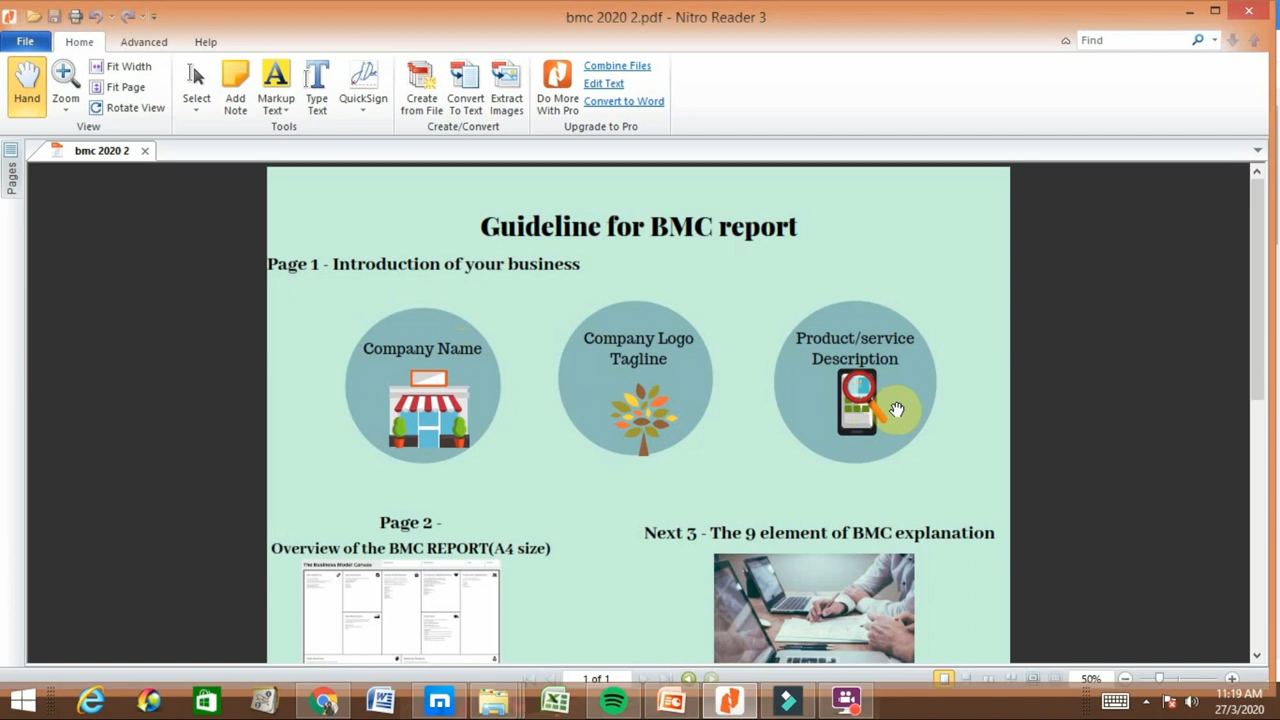 bmc 2020 2.pdf - Nitro Reader 3
File
Home
Advanced
Help
Find
Hand
Zoom
Fit Width
Fit Page
Rotate View
View
Select
Add
Note
Markup
Text
Type
Text
QuickSign
Tools
Create
from File
Convert
To Text
Extract
Images
Create/Convert
Do More
With Pro
Combine Files
Edit Text
Convert to Word
Upgrade to Pro
bmc 2020 2
Pages
Guideline for BMC report
Page 1 - Introduction of your business
Company Name
Company Logo
Tagline
Product/service
Description
Page 2 -
Overview of the BMC REPORT(A4 size)
The Business Model Canvas
Next 3 - The 9 element of BMC explanation
1 of 1
50%
11:19 AM
27/3/2020